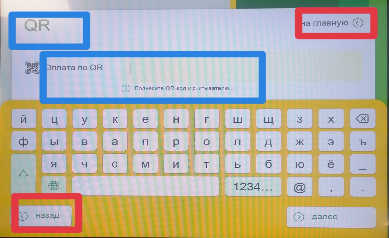 QR
на главную
Оплата по QR
Поднесите QR-код к считывателю...
й ц у к е н г ш щ з х
ф ы в а п р о л д ж э ъ
я ч с м и т ь б ю ё _
1234... @ . .
назад
далее